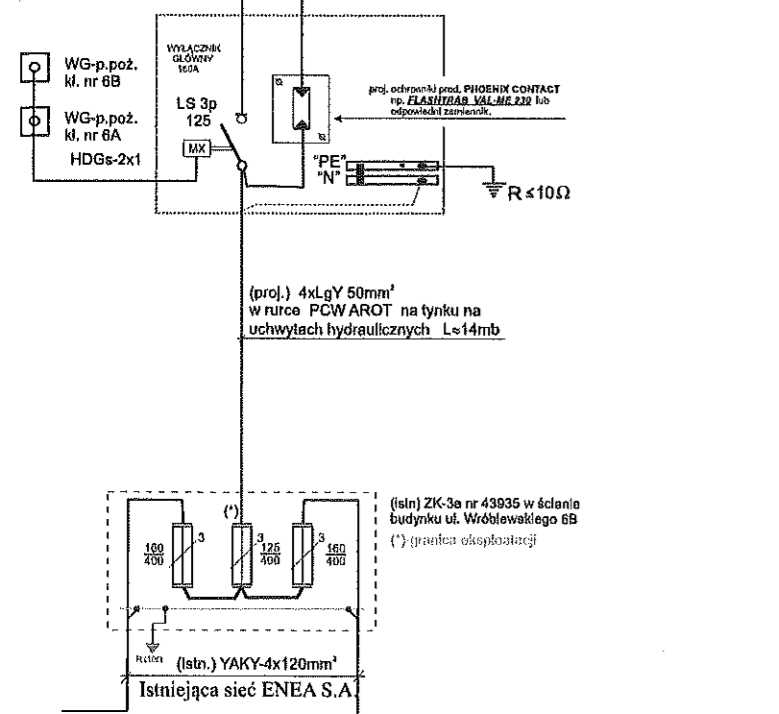 WG-p.poż.
kl. nr 6B
WG-p.poż.
kl. nr 6A
HDGs-2x1
WYŁĄCZNIK
GŁÓWNY
160A
LS 3p
125
MX
proj. ochronniki prod. PHOENIX CONTACT
np. FLASHTRAB VAL-ME 230 lub
odpowiedni zamiennik.
"PE"
"N"
R ≤10Ω
(proj.) 4xLgY 50mm²
w rurce PCW AROT na tynku na
uchwytach hydraulicznych L≈14mb
(istn) ZK-3a nr 43935 w ścianie
budynku ul. Wróblewskiego 6B
(*)-granica eksploatacji
(*)
3
160
400
3
125
400
3
160
400
(istn.) YAKY-4x120mm²
Istniejąca sieć ENEA S.A.